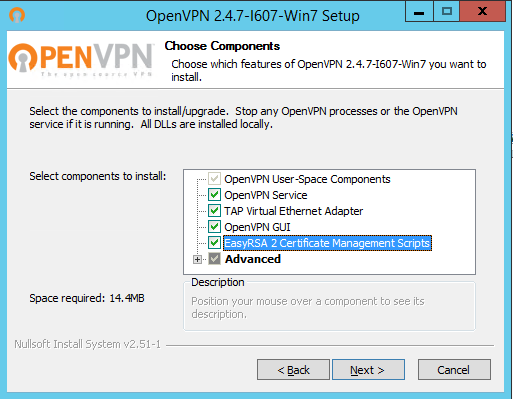 OpenVPN 2.4.7-I607-Win7 Setup
OPENVPN
The open source VPN
Choose Components
Choose which features of OpenVPN 2.4.7-I607-Win7 you want to
install.
Select the components to install/upgrade. Stop any OpenVPN processes or the OpenVPN
service if it is running. All DLLs are installed locally.
Select components to install:
OpenVPN User-Space Components
OpenVPN Service
TAP Virtual Ethernet Adapter
OpenVPN GUI
EasyRSA 2 Certificate Management Scripts
Advanced
Space required: 14.4MB
Description
Position your mouse over a component to see its
description.
Nullsoft Install System v2.51-1
< Back
Next >
Cancel